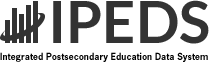 IPEDS
Integrated Postsecondary Education Data System